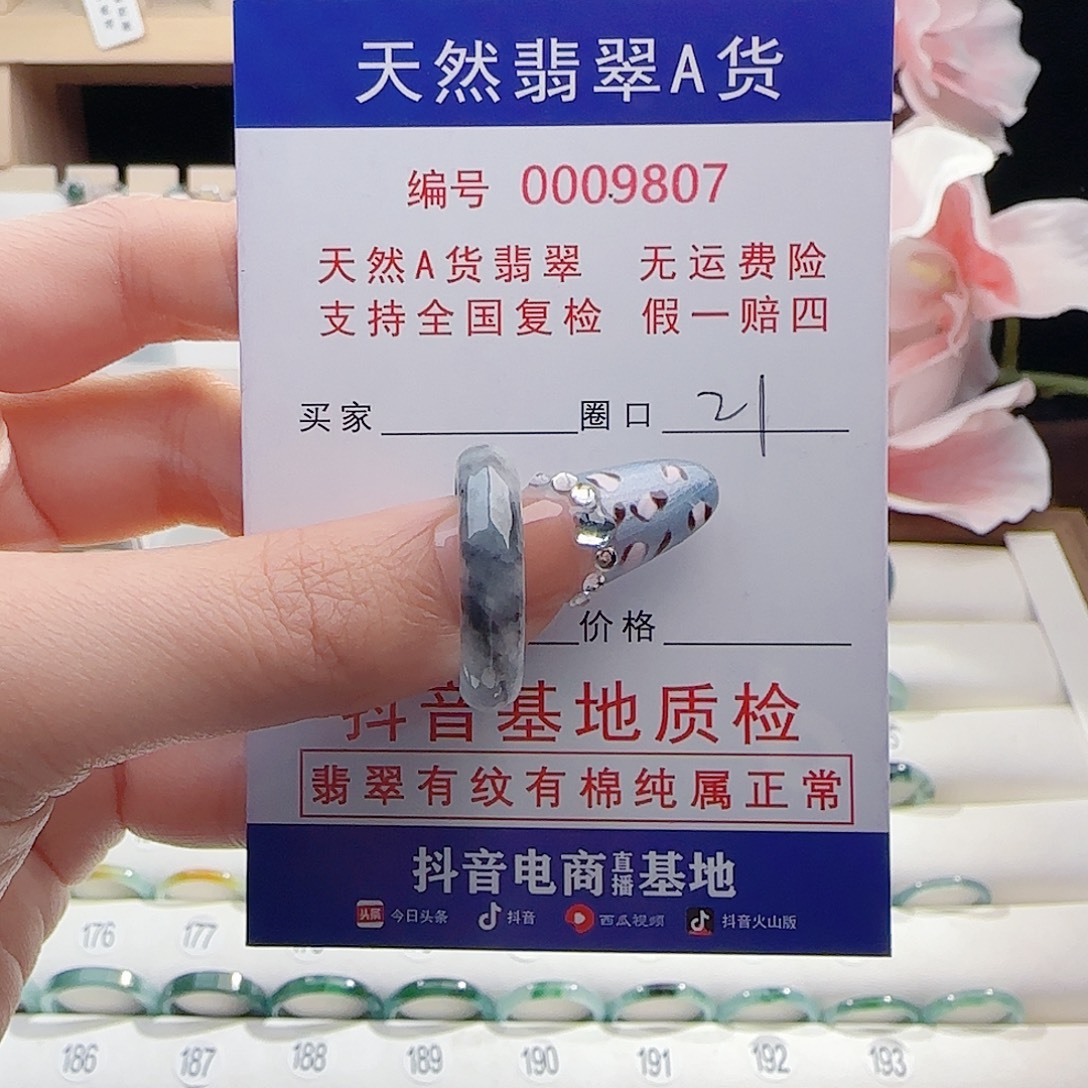 天然翡翠A货
编号 0009807
天然A货翡翠 无运费险
支持全国复检 假一赔四
买家 圈口 21
价格
抖音基地质检
翡翠有纹有棉纯属正常
抖音电商直播基地
今日头条 抖音 西瓜视频 抖音火山版
176 177
186 187 188 189 190 191 192 193